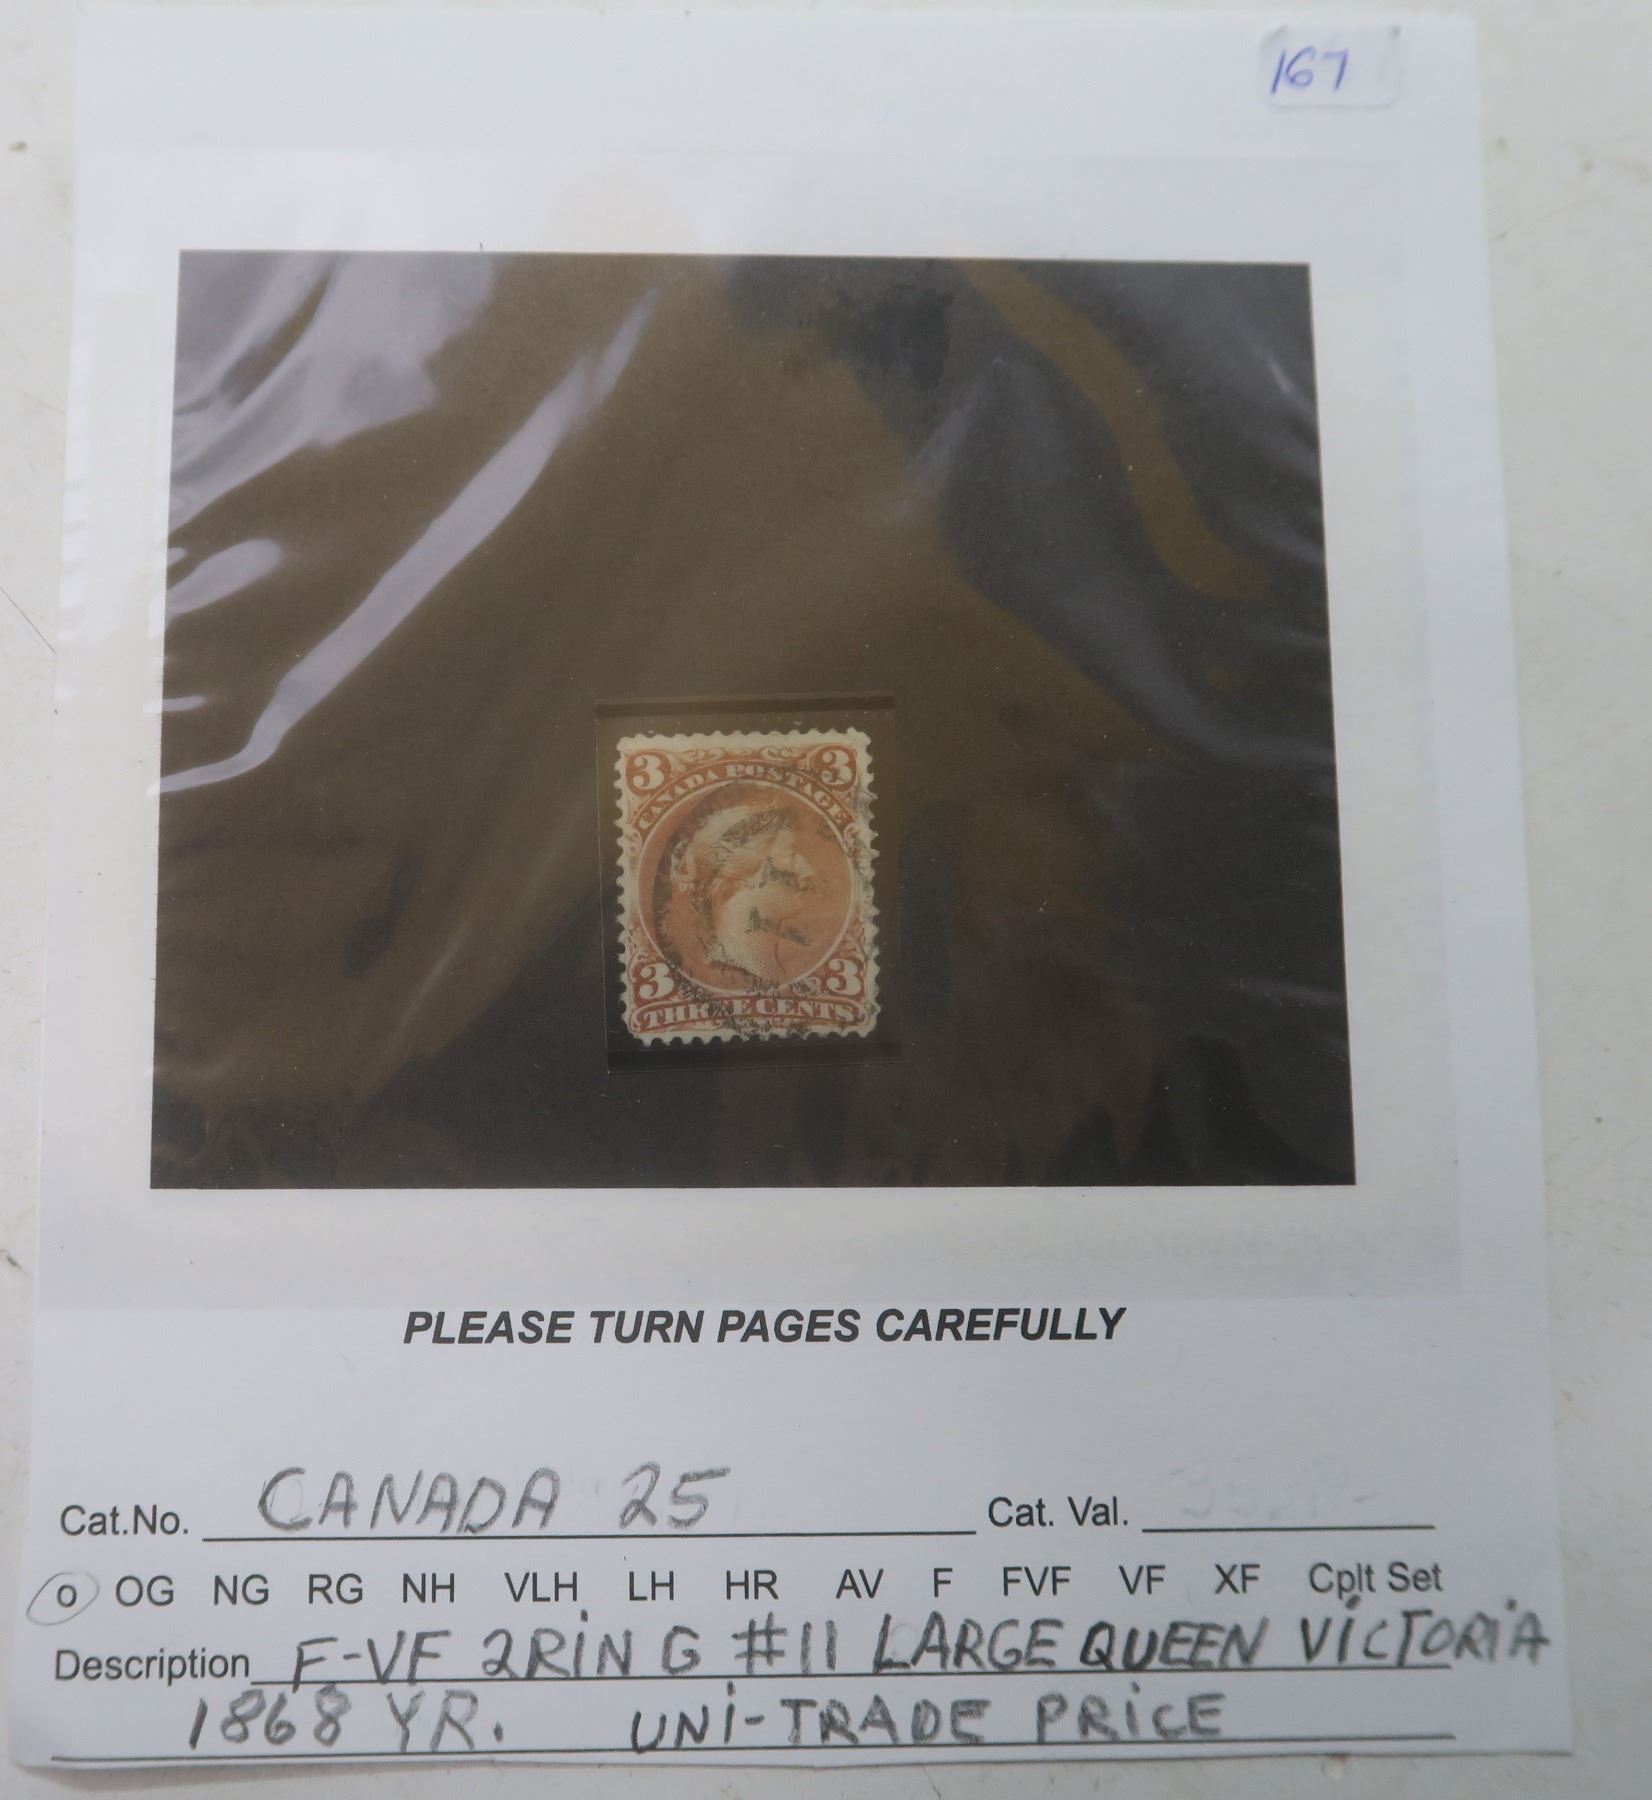 167
3 3
CANADA POSTAGE
3 3
THREE CENTS
PLEASE TURN PAGES CAREFULLY
Cat.No. CANADA 25 Cat. Val.
O OG NG RG NH VLH LH HR AV F FVF VF XF Cplt Set
Description F-VF 2RiNG #11 LARGE QUEEN ViCTORiA
1868 YR. UNi-TRADE PRiCE